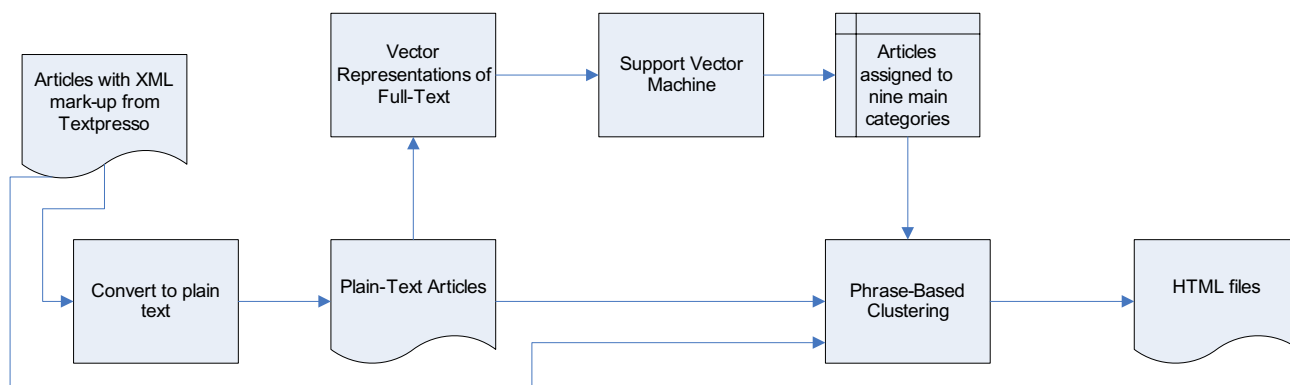 Articles with XML
mark-up from
Textpresso
Vector
Representations of
Full-Text
Support Vector
Machine
Articles
assigned to
nine main
categories
Convert to plain
text
Plain-Text Articles
Phrase-Based
Clustering
HTML files